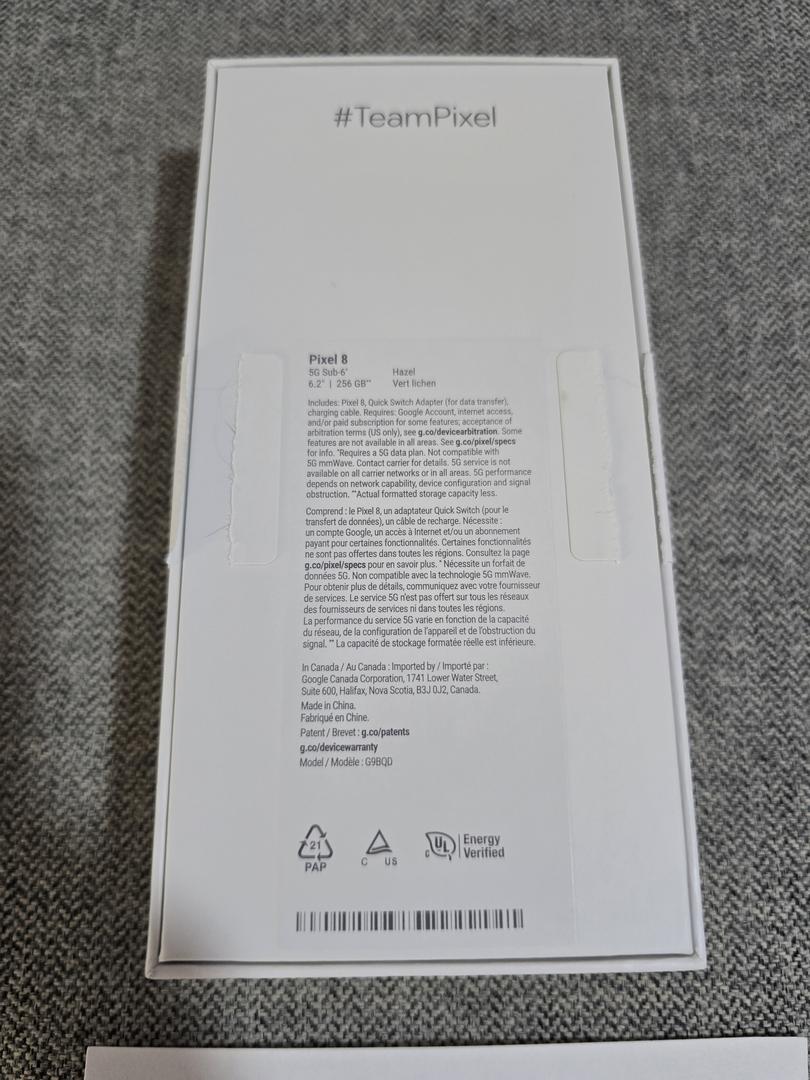 #TeamPixel
Pixel 8
5G Sub-6* Hazel
6.2" | 256 GB** Vert lichen
Includes: Pixel 8, Quick Switch Adapter (for data transfer),
charging cable. Requires: Google Account, internet access,
and/or paid subscription for some features; acceptance of
arbitration terms (US only), see g.co/devicearbitration. Some
features are not available in all areas. See g.co/pixel/specs
for info. *Requires a 5G data plan. Not compatible with
5G mmWave. Contact carrier for details. 5G service is not
available on all carrier networks or in all areas. 5G performance
depends on network capability, device configuration and signal
obstruction. **Actual formatted storage capacity less.
Comprend : le Pixel 8, un adaptateur Quick Switch (pour le
transfert de données), un câble de recharge. Nécessite :
un compte Google, un accès à Internet et/ou un abonnement
payant pour certaines fonctionnalités. Certaines fonctionnalités
ne sont pas offertes dans toutes les régions. Consultez la page
g.co/pixel/specs pour en savoir plus. * Nécessite un forfait de
données 5G. Non compatible avec la technologie 5G mmWave.
Pour obtenir plus de détails, communiquez avec votre fournisseur
de services. Le service 5G n'est pas offert sur tous les réseaux
des fournisseurs de services ni dans toutes les régions.
La performance du service 5G varie en fonction de la capacité
du réseau, de la configuration de l'appareil et de l'obstruction du
signal. ** La capacité de stockage formatée réelle est inférieure.
In Canada / Au Canada : Imported by / Importé par :
Google Canada Corporation, 1741 Lower Water Street,
Suite 600, Halifax, Nova Scotia, B3J 0J2, Canada.
Made in China.
Fabriqué en Chine.
Patent / Brevet : g.co/patents
g.co/devicewarranty
Model / Modèle : G9BQD
21
PAP
C US
C UL Energy
Verified